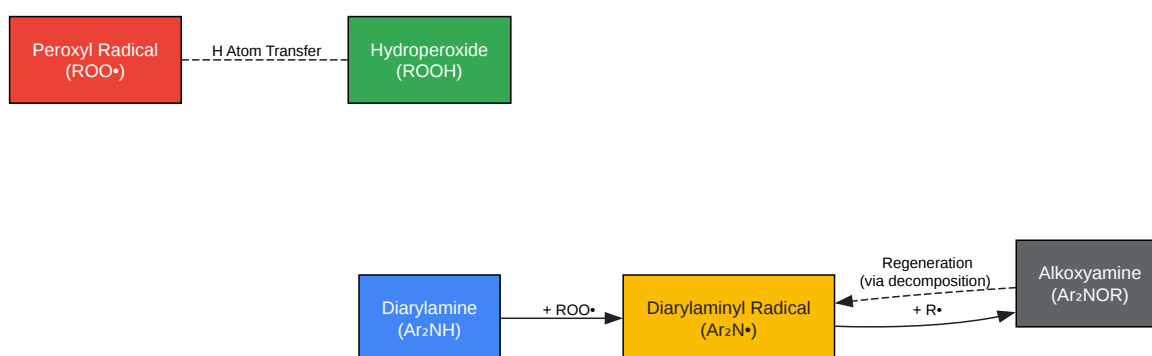 Peroxyl Radical
(ROO•)
H Atom Transfer
Hydroperoxide
(ROOH)
Diarylamine
(Ar₂NH)
+ ROO•
Diarylaminyl Radical
(Ar₂N•)
Regeneration
(via decomposition)
+ R•
Alkoxyamine
(Ar₂NOR)